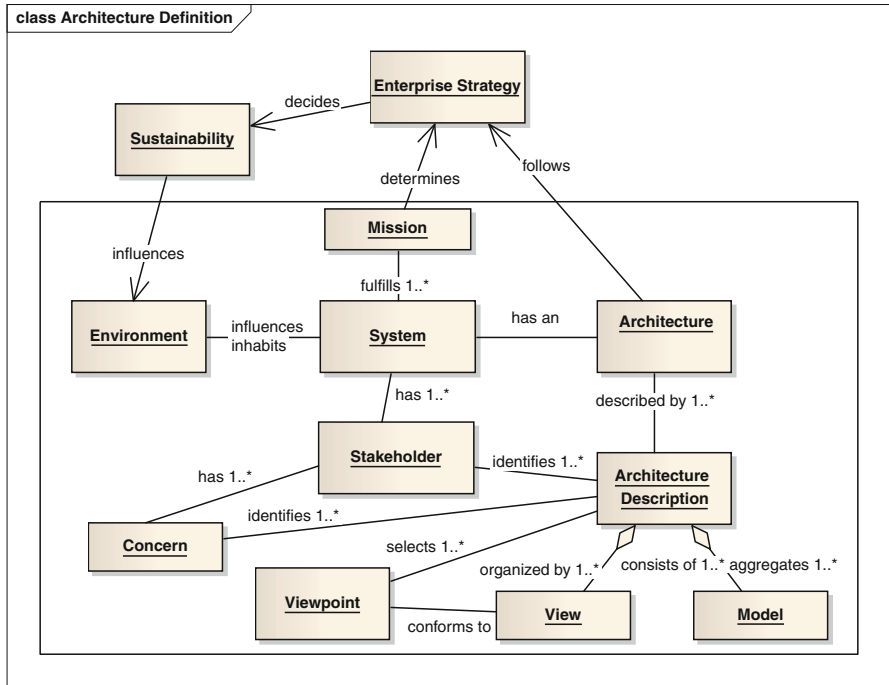 class Architecture Definition
Enterprise Strategy
decides
Sustainability
follows
determines
Mission
influences
fulfills 1..*
Environment
influences
inhabits
System
has an
Architecture
has 1..*
described by 1..*
Stakeholder
identifies 1..*
Architecture
Description
has 1..*
identifies 1..*
Concern
selects 1..*
organized by 1..*
consists of 1..* aggregates 1..*
Viewpoint
conforms to
View
Model